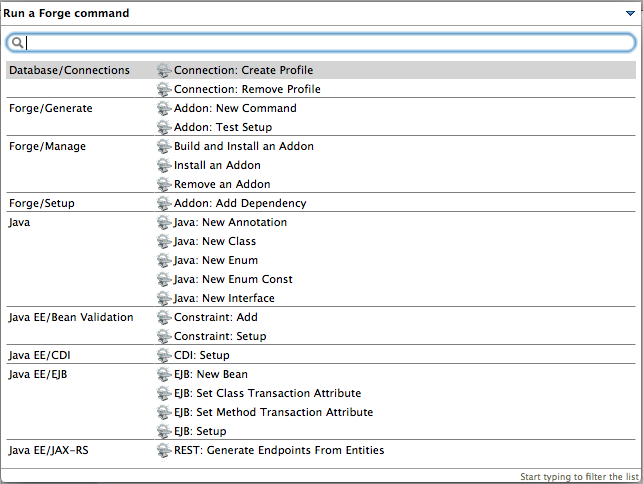 Run a Forge command
Database/Connections Connection: Create Profile
Connection: Remove Profile
Forge/Generate Addon: New Command
Addon: Test Setup
Forge/Manage Build and Install an Addon
Install an Addon
Remove an Addon
Forge/Setup Addon: Add Dependency
Java Java: New Annotation
Java: New Class
Java: New Enum
Java: New Enum Const
Java: New Interface
Java EE/Bean Validation Constraint: Add
Constraint: Setup
Java EE/CDI CDI: Setup
Java EE/EJB EJB: New Bean
EJB: Set Class Transaction Attribute
EJB: Set Method Transaction Attribute
EJB: Setup
Java EE/JAX-RS REST: Generate Endpoints From Entities
Start typing to filter the list